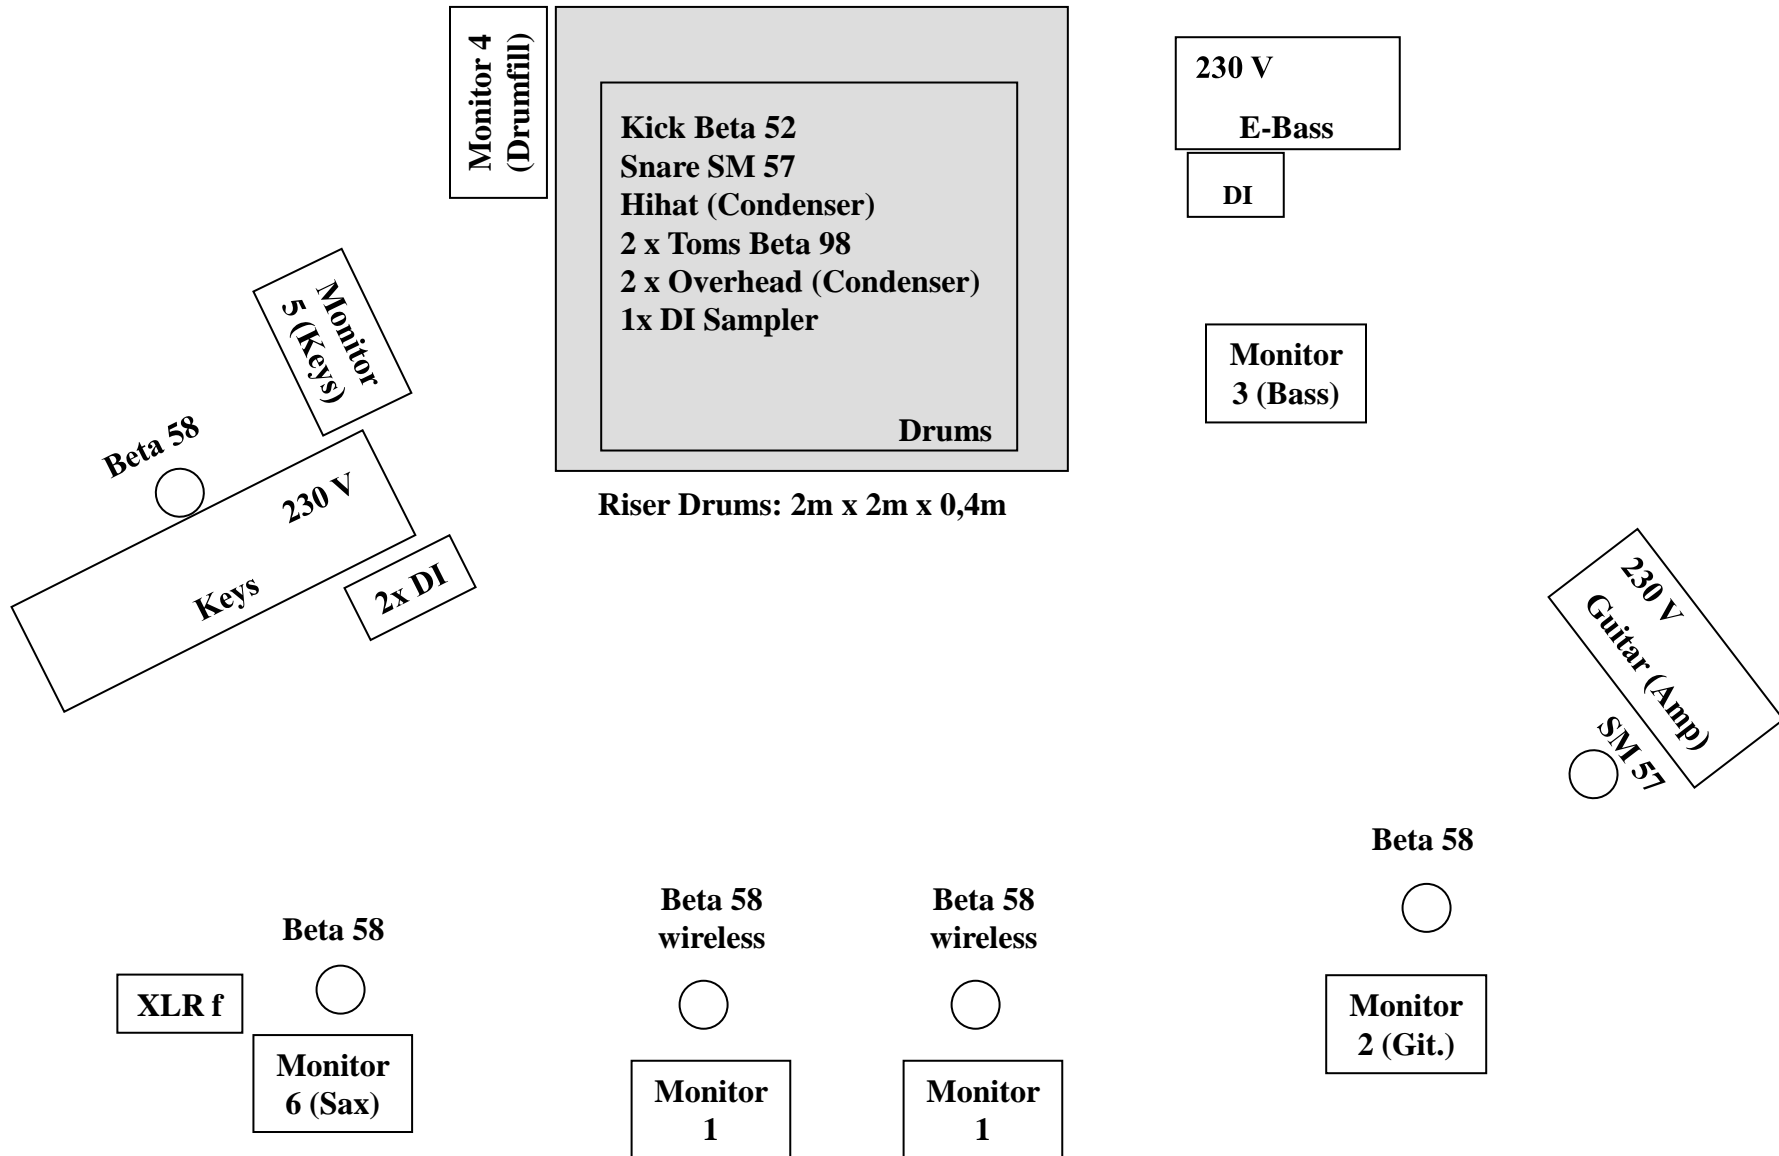 Monitor 4
(Drumfill)
Kick Beta 52
Snare SM 57
Hihat (Condenser)
2 x Toms Beta 98
2 x Overhead (Condenser)
1x DI Sampler
Drums
Riser Drums: 2m x 2m x 0,4m
230 V
E-Bass
DI
Monitor
3 (Bass)
Monitor
5 (Keys)
Beta 58
230 V
Keys
2x DI
230 V
Guitar (Amp)
SM 57
Beta 58
Monitor
2 (Git.)
Beta 58
XLR f
Monitor
6 (Sax)
Beta 58
wireless
Monitor
1
Beta 58
wireless
Monitor
1